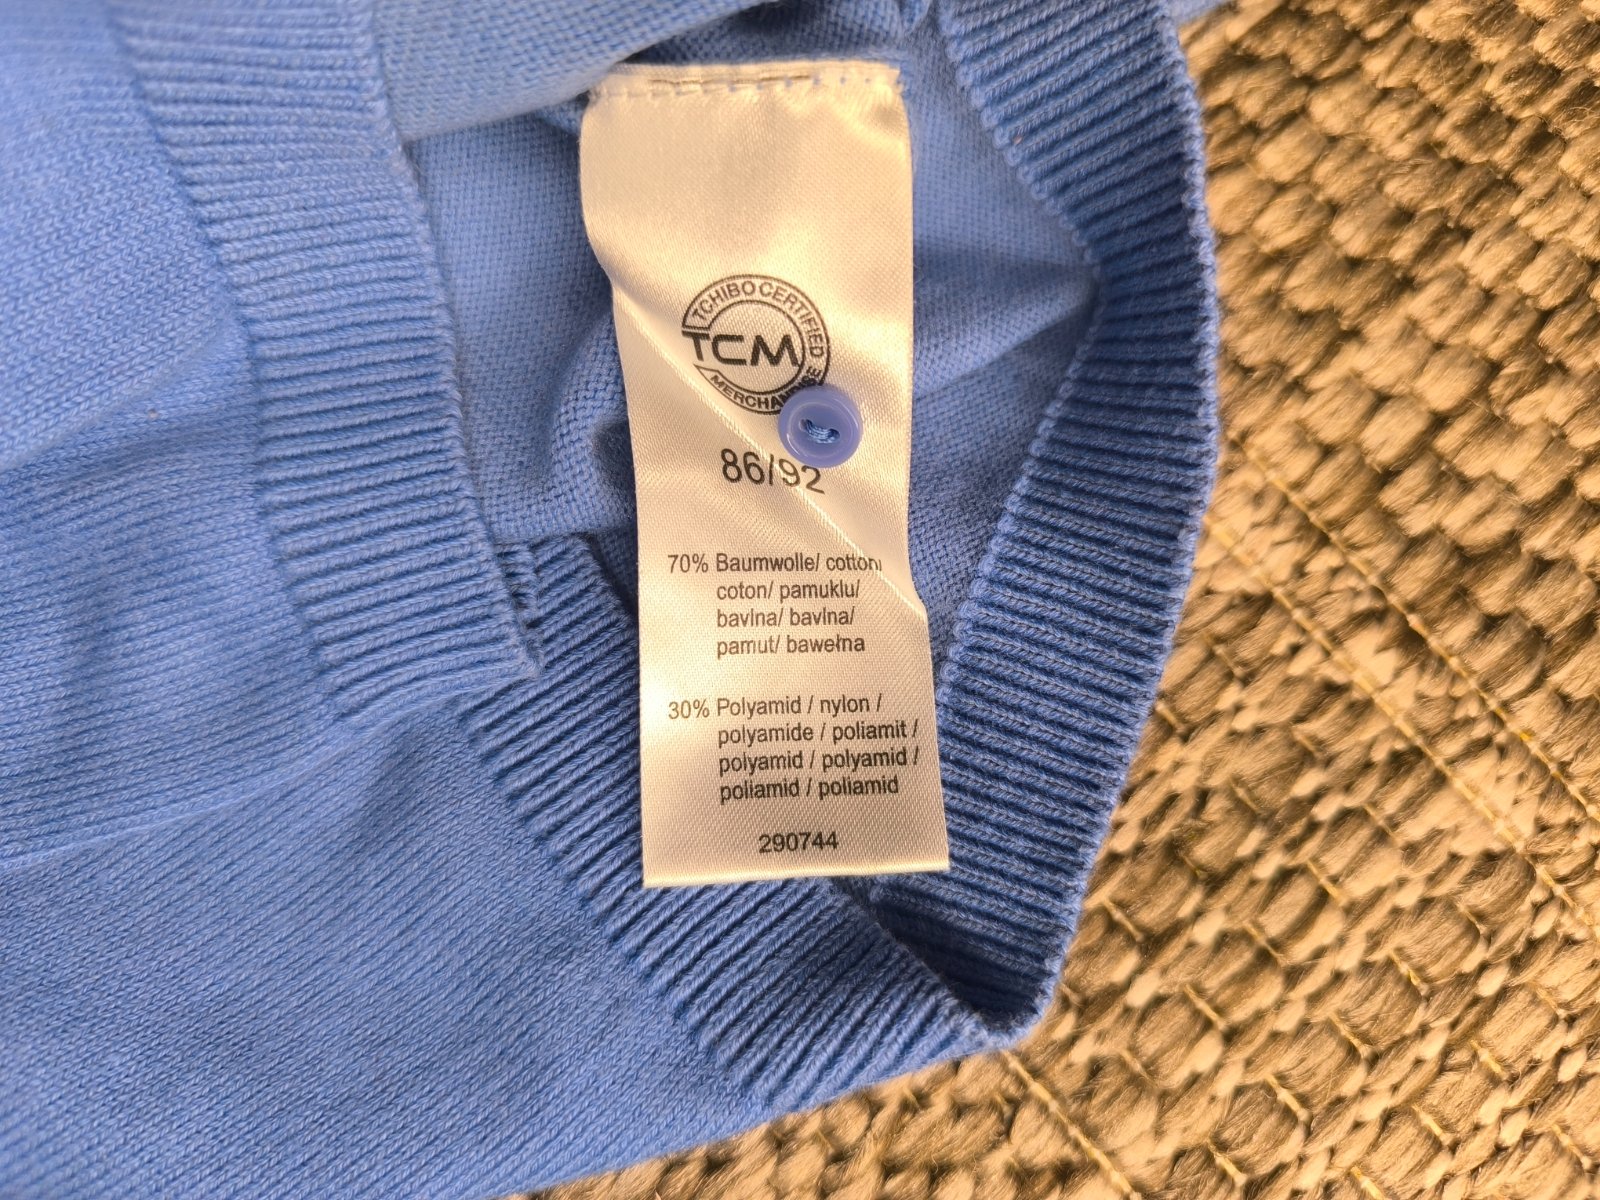 TCHIBO CERTIFIED
TCM
MERCHANDISE
86/92
70% Baumwolle/ cotton
coton/ pamuklu/
bavlna/ bavlna/
pamut/ bawełna
30% Polyamid / nylon /
polyamide / poliamit /
polyamid / polyamid /
poliamid / poliamid
290744